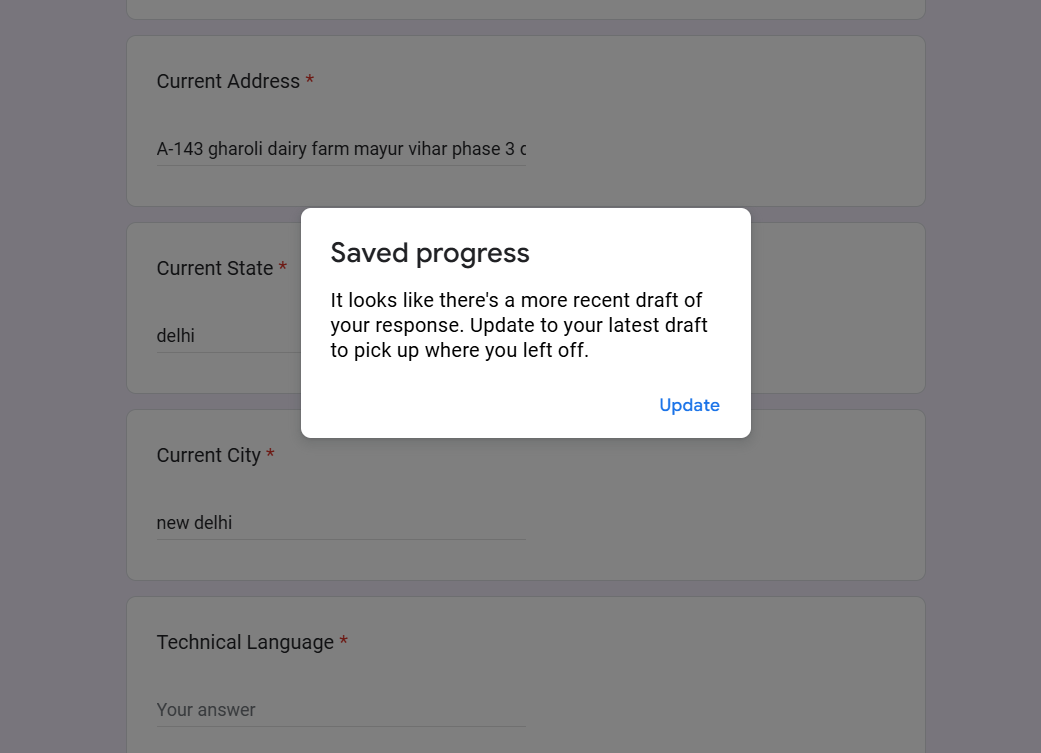 Current Address *
A-143 gharoli dairy farm mayur vihar phase 3
Current State *
delhi
Saved progress
It looks like there's a more recent draft of
your response. Update to your latest draft
to pick up where you left off.
Update
Current City *
new delhi
Technical Language *
Your answer